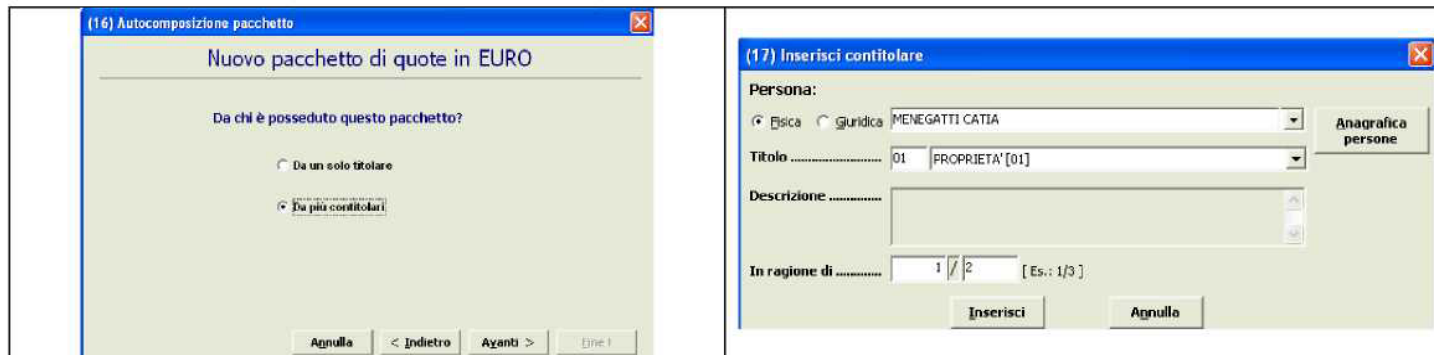 (16) Autocomposizione pacchetto
Nuovo pacchetto di quote in EURO
Da chi è posseduto questo pacchetto?
Da un solo titolare
Da più contitolari
Annulla < Indietro Avanti > Fine !
(17) Inserisci contitolare
Persona:
Fisica Giuridica MENEGATTI CATIA
Anagrafica
persone
Titolo .......................... 01 PROPRIETA'[01]
Descrizione ..............
In ragione di ............ 1 / 2 [ Es.: 1/3 ]
Inserisci Annulla